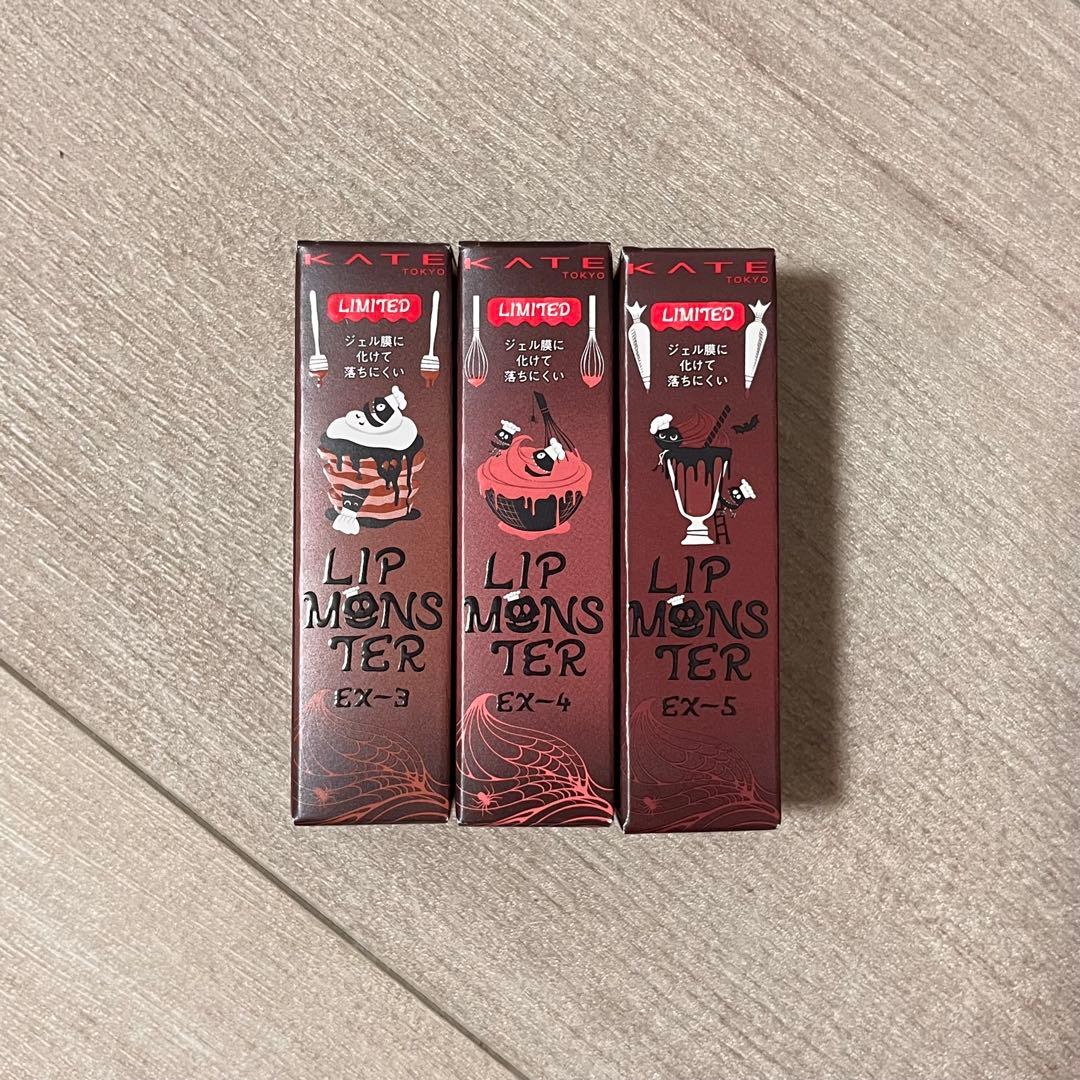 KATE
TOKYO
LIMITED
ジェル膜に
化けて
落ちにくい
LIP
MONS
TER
EX-3
KATE
TOKYO
LIMITED
ジェル膜に
化けて
落ちにくい
LIP
MONS
TER
EX-4
KATE
TOKYO
LIMITED
ジェル膜に
化けて
落ちにくい
LIP
MONS
TER
EX-5